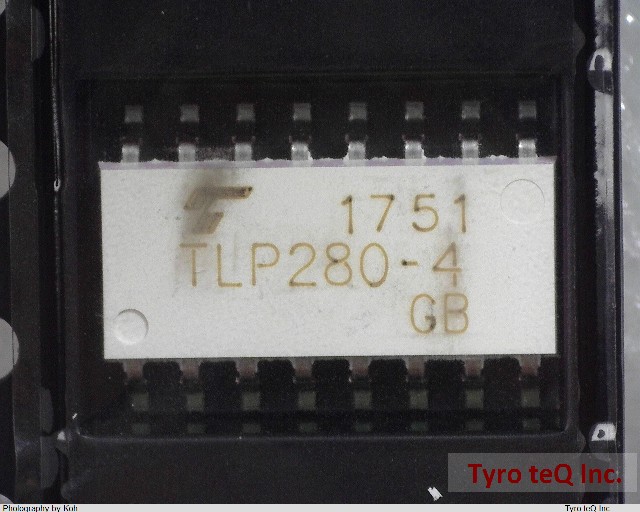 1751
TLP280-4
GB
Tyro teQ Inc.
Photography by Koh
Tyro teQ Inc.